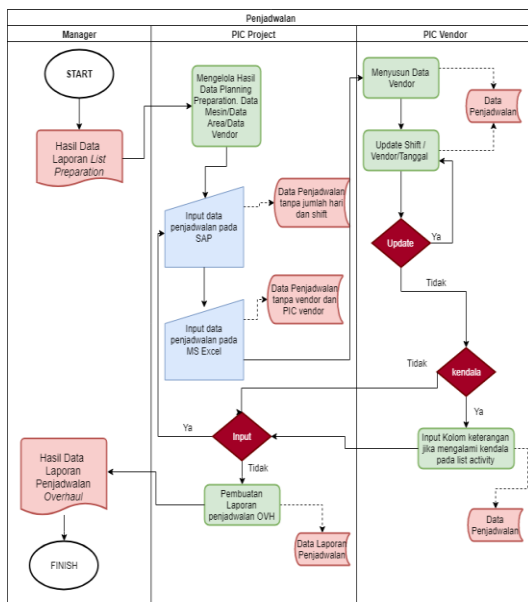 Penjadwalan
Manager
PIC Project
PIC Vendor
START
Hasil Data
Laporan List
Preparation
Mengelola Hasil
Data Planning
Preparation. Data
Mesin/Data
Area/Data
Vendor
Input data
penjadwalan pada
SAP
Data Penjadwalan
tanpa jumlah hari
dan shift
Input data
penjadwalan pada
MS Excel
Data Penjadwalan
tanpa vendor dan
PIC vendor
Menyusun Data
Vendor
Data
Penjadwalan
Update Shift /
Vendor/Tanggal
Update
Ya
Tidak
kendala
Tidak
Ya
Input Kolom keterangan
jika mengalami kendala
pada list activity
Data
Penjadwalan
Input
Ya
Tidak
Pembuatan
Laporan
penjadwalan OVH
Data Laporan
Penjadwalan
Hasil Data
Laporan
Penjadwalan
Overhaul
FINISH